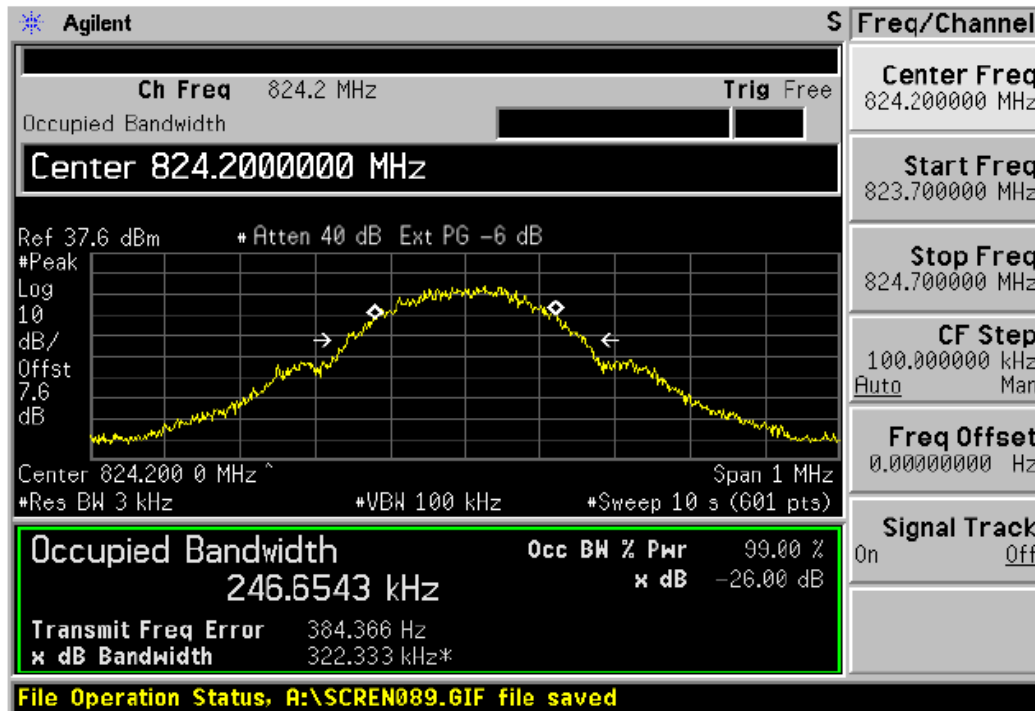 Agilent S
Ch Freq 824.2 MHz Trig Free
Occupied Bandwidth
Center 824.2000000 MHz
Ref 37.6 dBm # Atten 40 dB Ext PG -6 dB
#Peak
Log
10
dB/
Offst
7.6
dB
Center 824.200 0 MHz ^ Span 1 MHz
#Res BW 3 kHz #VBW 100 kHz #Sweep 10 s (601 pts)
Occupied Bandwidth Occ BW % Pwr 99.00 %
246.6543 kHz x dB -26.00 dB
Transmit Freq Error 384.366 Hz
x dB Bandwidth 322.333 kHz*
File Operation Status, A:\SCREN089.GIF file saved
Freq/Channel
Center Freq
824.200000 MHz
Start Freq
823.700000 MHz
Stop Freq
824.700000 MHz
CF Step
100.000000 kHz
Auto Man
Freq Offset
0.00000000 Hz
Signal Track
On Off